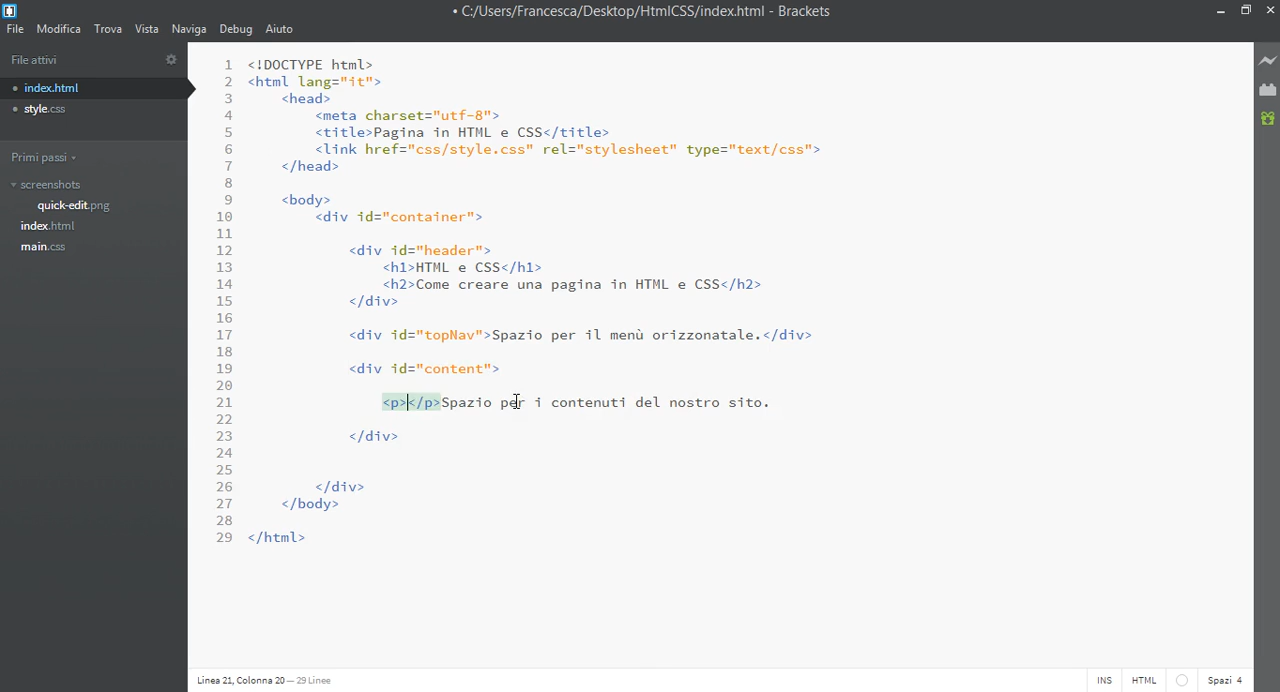 • C:/Users/Francesca/Desktop/HtmlCSS/index.html - Brackets
File Modifica Trova Vista Naviga Debug Aiuto
File attivi
• index.html
• style.css
Primi passi
screenshots
quick-edit.png
index.html
main.css
1 <!DOCTYPE html>
2 <html lang="it">
3 <head>
4 <meta charset="utf-8">
5 <title>Pagina in HTML e CSS</title>
6 <link href="css/style.css" rel="stylesheet" type="text/css">
7 </head>
8
9 <body>
10 <div id="container">
11
12 <div id="header">
13 <h1>HTML e CSS</h1>
14 <h2>Come creare una pagina in HTML e CSS</h2>
15 </div>
16
17 <div id="topNav">Spazio per il menù orizzonatale.</div>
18
19 <div id="content">
20
21 <p></p>Spazio per i contenuti del nostro sito.
22
23 </div>
24
25
26 </div>
27 </body>
28
29 </html>
Linea 21, Colonna 20 — 29 Linee INS HTML Spazi 4